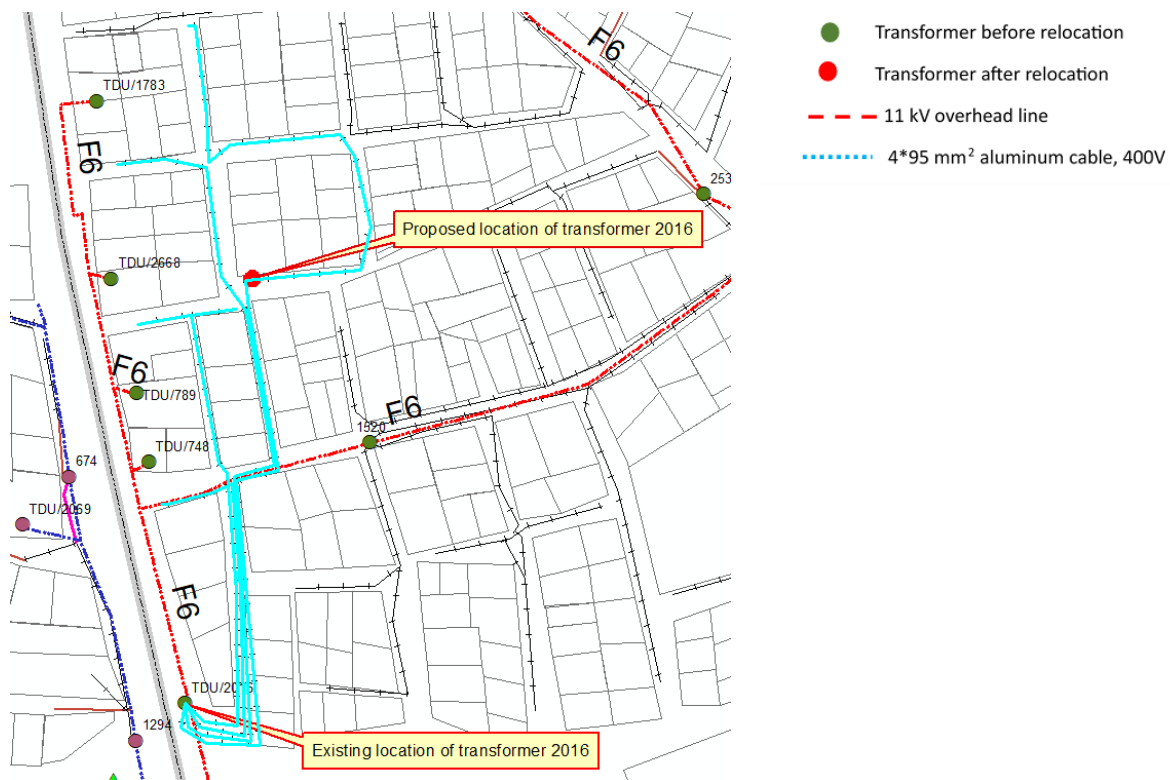 F6
TDU/1783
F6
253
Proposed location of transformer 2016
TDU/2668
F6
TDU/789
F6
1520
TDU/748
674
TDU/2069
F6
1294
Existing location of transformer 2016
Transformer before relocation
Transformer after relocation
11 kV overhead line
4*95 mm² aluminum cable, 400V